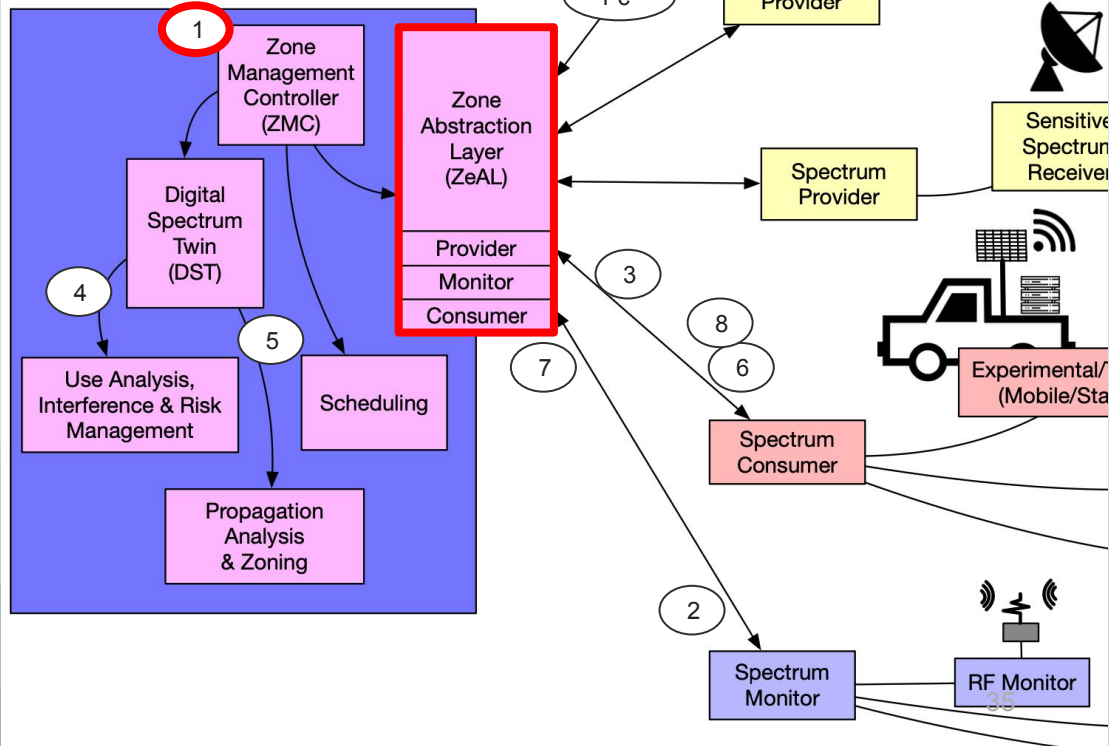 Provider
1
Zone
Management
Controller
(ZMC)
Zone
Abstraction
Layer
(ZeAL)
Provider
Monitor
Consumer
Digital
Spectrum
Twin
(DST)
4
5
Use Analysis,
Interference & Risk
Management
Scheduling
Propagation
Analysis
& Zoning
3
8
6
7
2
Spectrum
Provider
Sensitive
Spectrum
Receiver
Experimental/
(Mobile/Sta
Spectrum
Consumer
Spectrum
Monitor
RF Monitor
35